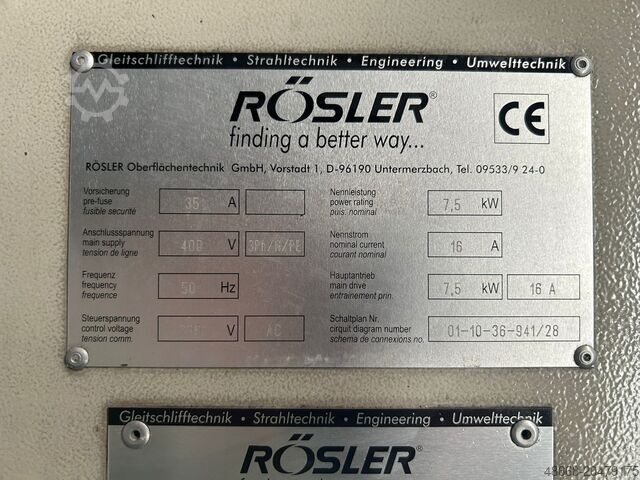 Gleitschlifftechnik • Strahltechnik • Engineering • Umwelttechnik
RÖSLER®
finding a better way...
CE
RÖSLER Oberflächentechnik GmbH, Vorstadt 1, D-96190 Untermerzbach, Tel. 09533/9 24-0
Vorsicherung
pre-fuse
fusible securité
35 A
Nennleistung
power rating
puis. nominal
7,5 kW
Anschlussspannung
main supply
tension de ligne
400 V
3Ph/N/PE
Nennstrom
nominal current
courant nominal
16 A
Frequenz
frequency
frequence
50 Hz
Hauptantrieb
main drive
entrainement prin.
7,5 kW
16 A
Steuerspannung
control voltage
tension comm.
V
AC
Schaltplan Nr.
circuit diagram number
schema de connexions no.
01-10-36-941/28
Gleitschlifftechnik • Strahltechnik • Engineering • Umwelttechnik
RÖSLER®